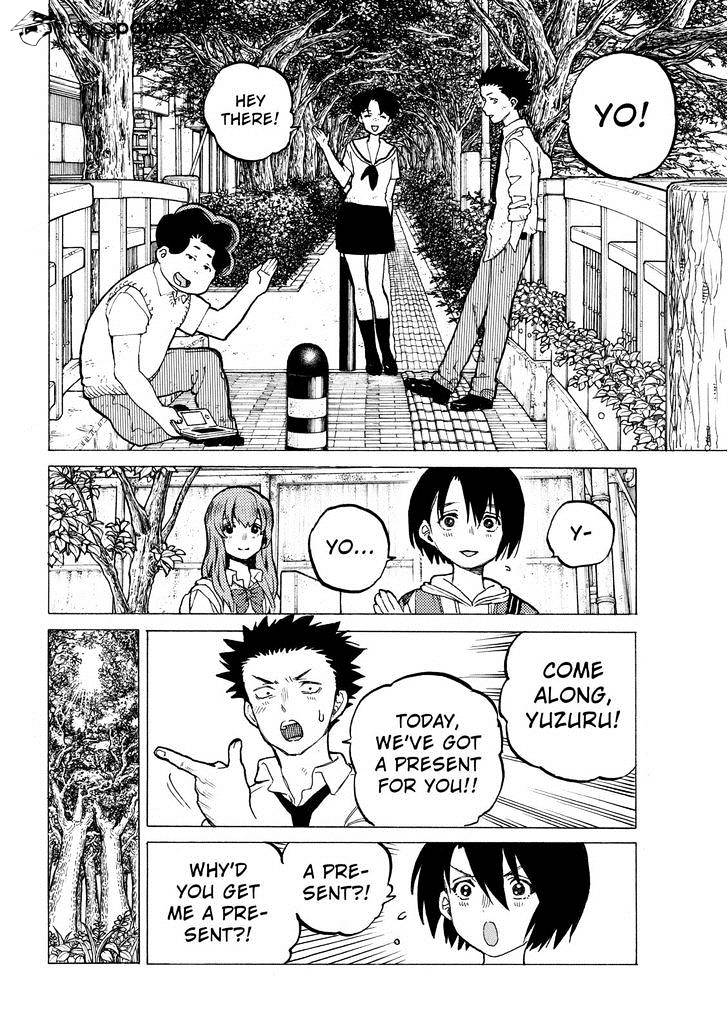 YO!
HEY
THERE!
Y-
YO...
COME
ALONG,
YUZURU!
TODAY,
WE'VE GOT
A PRESENT
FOR YOU!!
A PRE-
SENT?!
WHY'D
YOU GET
ME A PRE-
SENT?!